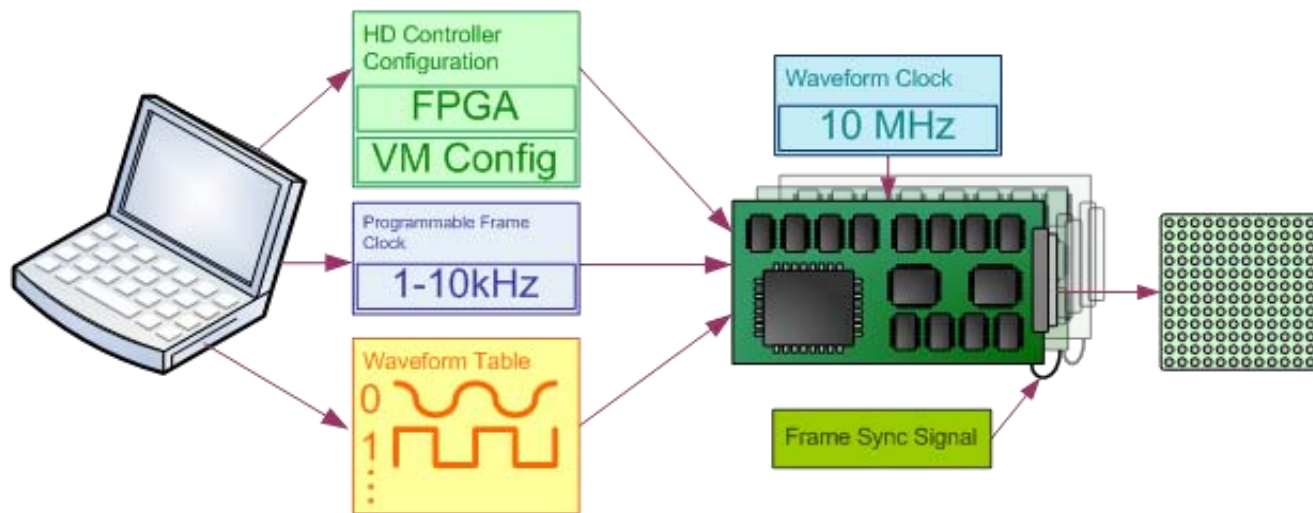 HD Controller
Configuration
FPGA
VM Config
Programmable Frame
Clock
1-10kHz
Waveform Table
0
1
Waveform Clock
10 MHz
Frame Sync Signal